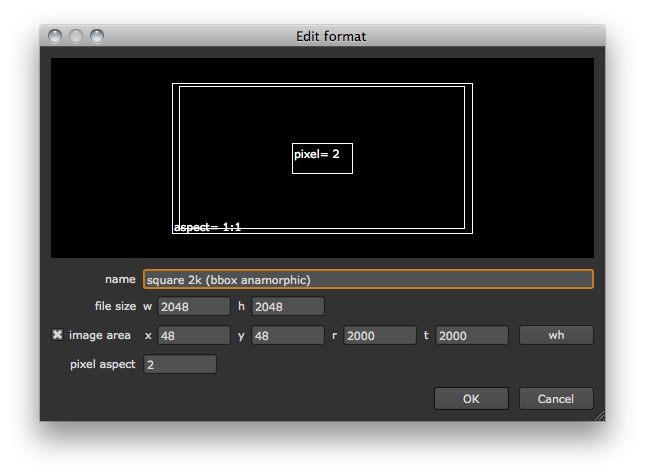 Edit format
pixel= 2
aspect= 1:1
name square 2k (bbox anamorphic)
file size w 2048 h 2048
image area x 48 y 48 r 2000 t 2000 wh
pixel aspect 2
OK Cancel